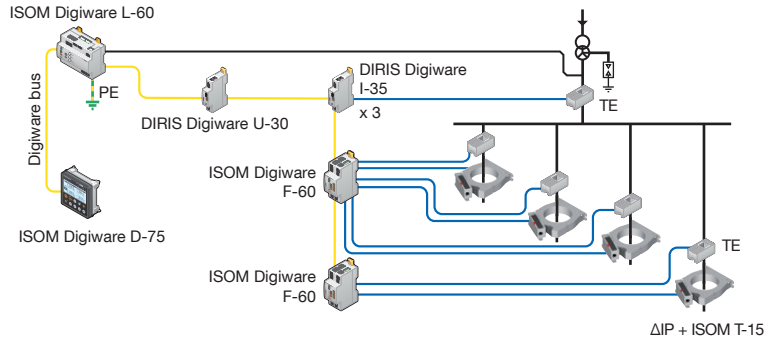 ISOM Digiware L-60
Digiware bus
PE
DIRIS Digiware U-30
DIRIS Digiware
I-35
x 3
TE
ISOM Digiware
F-60
ISOM Digiware D-75
TE
ISOM Digiware
F-60
ΔIP + ISOM T-15